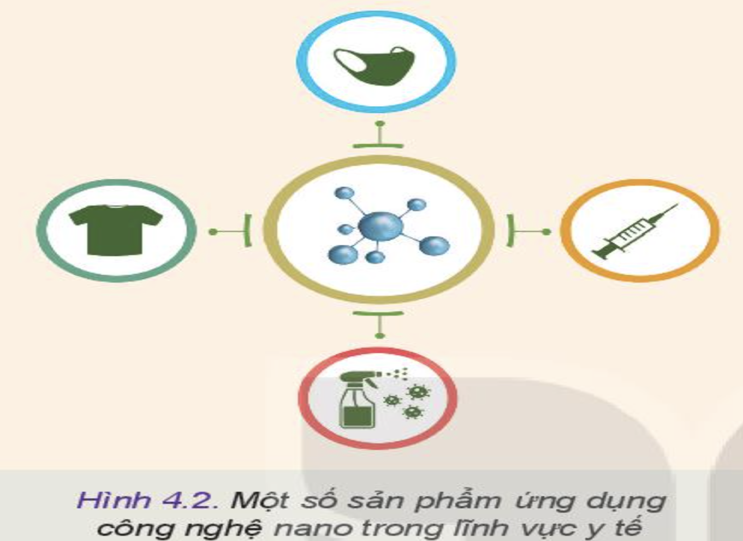 Hình 4.2. Một số sản phẩm ứng dụng
công nghệ nano trong lĩnh vực y tế